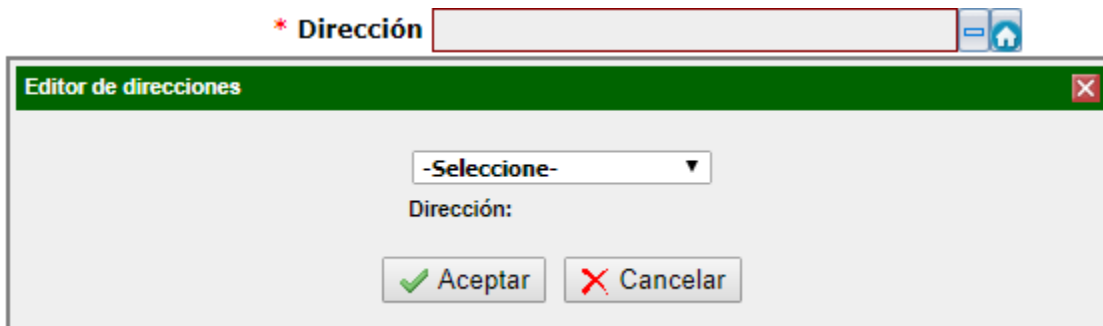 * Dirección
Editor de direcciones
-Seleccione-
Dirección:
Aceptar
Cancelar